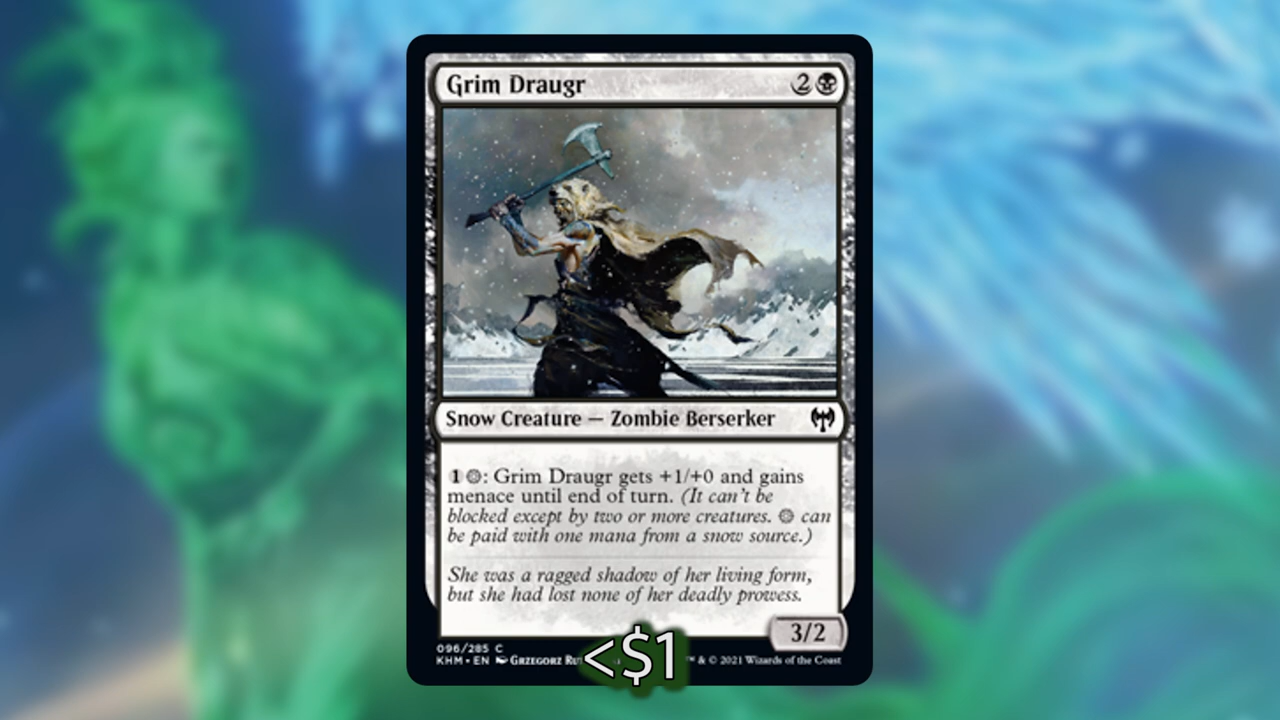 Grim Draugr 2
Snow Creature — Zombie Berserker
1 : Grim Draugr gets +1/+0 and gains
menace until end of turn. (It can't be
blocked except by two or more creatures. can
be paid with one mana from a snow source.)
She was a ragged shadow of her living form,
but she had lost none of her deadly prowess.
3/2
096/285 C
KHM • EN Grzegorz ™ & © 2021 Wizards of the Coast
<$1